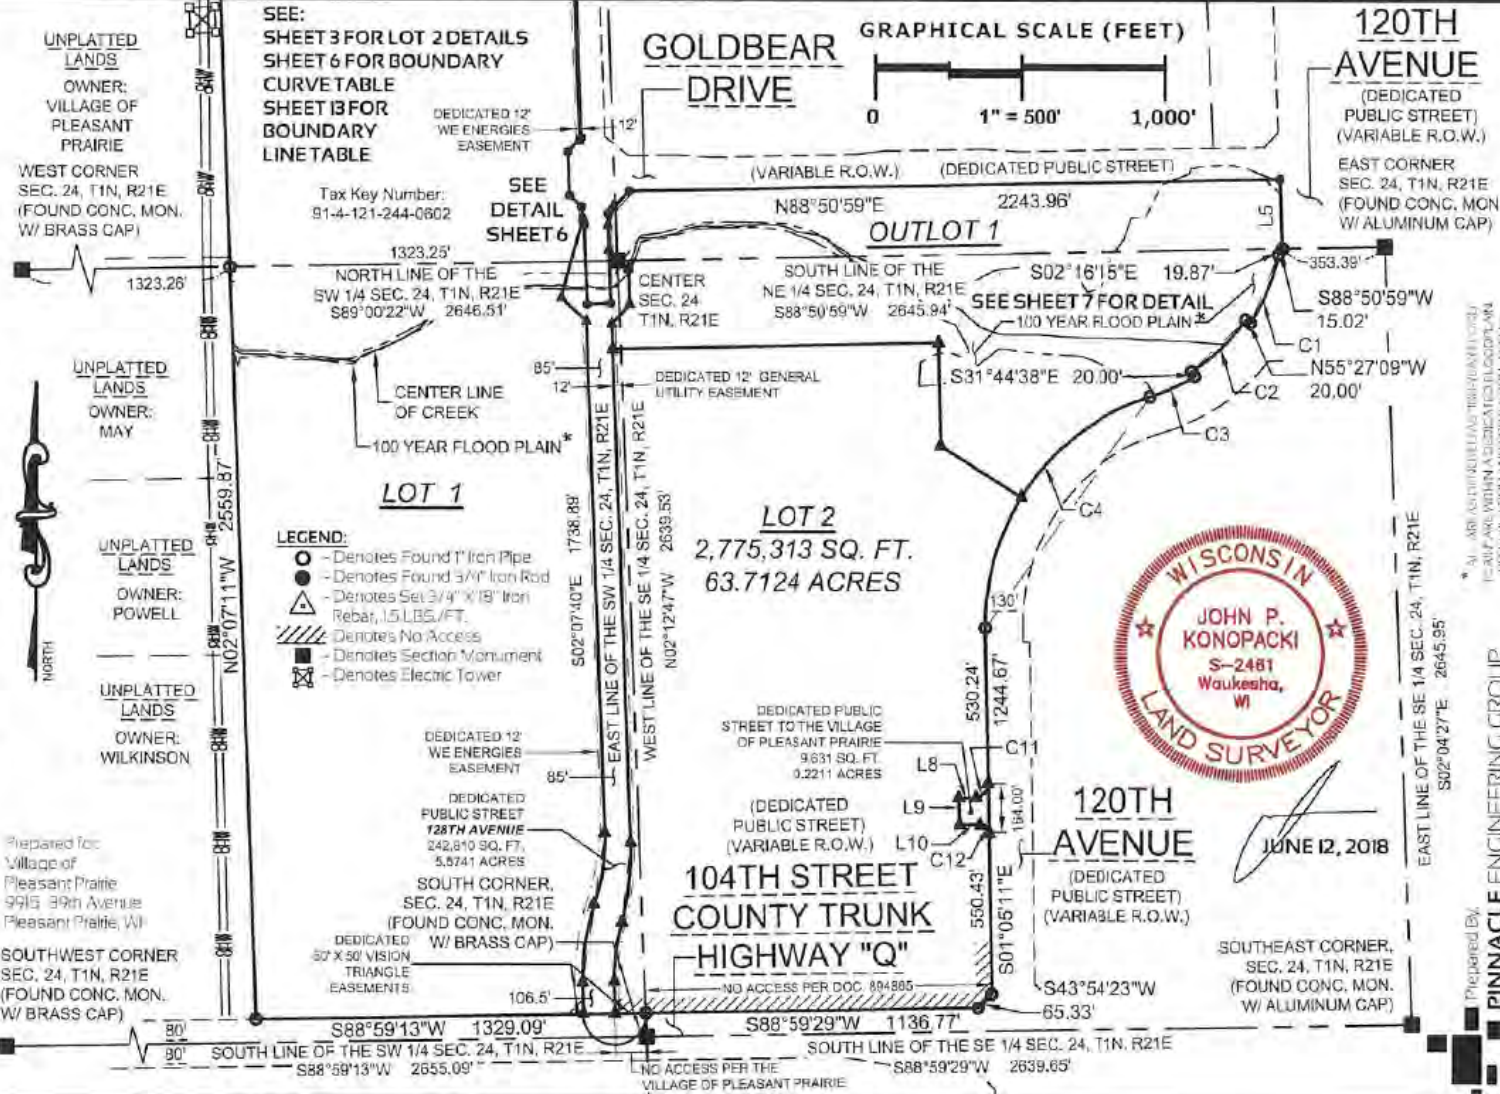 SEE:
SHEET 3 FOR LOT 2 DETAILS
SHEET 6 FOR BOUNDARY
CURVE TABLE
SHEET 13 FOR
BOUNDARY
LINE TABLE
UNPLATTED
LANDS
OWNER:
VILLAGE OF
PLEASANT
PRAIRIE
WEST CORNER
SEC. 24, T1N, R21E
(FOUND CONC. MON.
W/ BRASS CAP)
DEDICATED 12'
WE ENERGIES
EASEMENT
12'
GOLDBEAR
DRIVE
GRAPHICAL SCALE (FEET)
0
1" = 500'
1,000'
120TH
AVENUE
(DEDICATED
PUBLIC STREET)
(VARIABLE R.O.W.)
EAST CORNER
SEC. 24, T1N, R21E
(FOUND CONC. MON
W/ ALUMINUM CAP)
Tax Key Number:
91-4-121-244-0602
SEE
DETAIL
SHEET 6
(VARIABLE R.O.W.)
(DEDICATED PUBLIC STREET)
N88°50'59"E
2243.96'
L5
OUTLOT 1
1323.26'
1323.25'
NORTH LINE OF THE
SW 1/4 SEC. 24, T1N, R21E
S89°00'22"W 2646.51'
CENTER
SEC. 24
T1N, R21E
SOUTH LINE OF THE
NE 1/4 SEC. 24, T1N, R21E
S88°50'59"W 2645.94'
S02°16'15"E 19.87'
SEE SHEET 7 FOR DETAIL
100 YEAR FLOOD PLAIN*
353.39'
S88°50'59"W
15.02'
C1
N55°27'09"W
20.00'
C2
S31°44'38"E 20.00'
C3
C4
UNPLATTED
LANDS
OWNER:
MAY
CENTER LINE
OF CREEK
100 YEAR FLOOD PLAIN*
85'
12'
DEDICATED 12' GENERAL
UTILITY EASEMENT
N02°07'11"W 2559.87'
LOT 1
LEGEND:
- Denotes Found 1" Iron Pipe
- Denotes Found 3/4" Iron Rod
- Denotes Set 3/4" X 18" Iron
Rebar, 1.5 LBS./FT.
- Denotes No Access
- Denotes Section Monument
- Denotes Electric Tower
NORTH
UNPLATTED
LANDS
OWNER:
POWELL
UNPLATTED
LANDS
OWNER:
WILKINSON
S02°07'40"E 1738.89'
EAST LINE OF THE SW 1/4 SEC. 24, T1N, R21E
WEST LINE OF THE SE 1/4 SEC. 24, T1N, R21E
N02°12'47"W 2639.53'
LOT 2
2,775,313 SQ. FT.
63.7124 ACRES
130'
530.24'
1244.67'
WISCONSIN
JOHN P.
KONOPACKI
S-2461
Waukesha,
WI
LAND SURVEYOR
JUNE 12, 2018
EAST LINE OF THE SE 1/4 SEC. 24, T1N, R21E
S02°04'27"E 2645.95'
DEDICATED 12'
WE ENERGIES
EASEMENT
85'
DEDICATED
PUBLIC STREET
128TH AVENUE
242,810 SQ. FT.
5.5741 ACRES
DEDICATED PUBLIC
STREET TO THE VILLAGE
OF PLEASANT PRAIRIE
9,631 SQ. FT.
0.2211 ACRES
L8
C11
L9
L10
C12
164.00'
(DEDICATED
PUBLIC STREET)
(VARIABLE R.O.W.)
104TH STREET
COUNTY TRUNK
HIGHWAY "Q"
550.43'
S01°05'11"E
120TH
AVENUE
(DEDICATED
PUBLIC STREET)
(VARIABLE R.O.W.)
Prepared for:
Village of
Pleasant Prairie
9915 39th Avenue
Pleasant Prairie, WI
SOUTHWEST CORNER
SEC. 24, T1N, R21E
(FOUND CONC. MON.
W/ BRASS CAP)
SOUTH CORNER,
SEC. 24, T1N, R21E
(FOUND CONC. MON.
W/ BRASS CAP)
DEDICATED
50' X 50' VISION
TRIANGLE
EASEMENTS
106.5'
NO ACCESS PER DOC. 894865
S43°54'23"W
65.33'
SOUTHEAST CORNER,
SEC. 24, T1N, R21E
(FOUND CONC. MON.
W/ ALUMINUM CAP)
80'
80'
S88°59'13"W 1329.09'
SOUTH LINE OF THE SW 1/4 SEC. 24, T1N, R21E
S88°59'13"W 2655.09'
S88°59'29"W 1136.77'
SOUTH LINE OF THE SE 1/4 SEC. 24, T1N, R21E
S88°59'29"W 2639.65'
NO ACCESS PER THE
VILLAGE OF PLEASANT PRAIRIE
Prepared By:
PINNACLE ENGINEERING GROUP